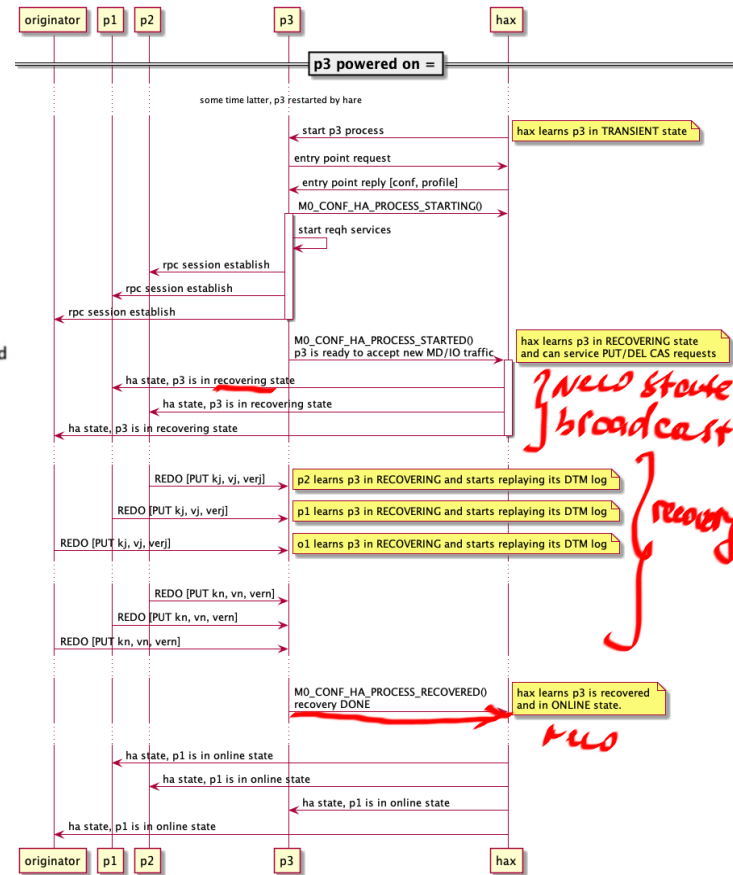 originator p1 p2 p3 hax
p3 powered on =
some time latter, p3 restarted by hare
start p3 process
hax learns p3 in TRANSIENT state
entry point request
entry point reply [conf, profile]
M0_CONF_HA_PROCESS_STARTING()
start reqh services
rpc session establish
rpc session establish
rpc session establish
d
M0_CONF_HA_PROCESS_STARTED()
p3 is ready to accept new MD/IO traffic
hax learns p3 in RECOVERING state
and can service PUT/DEL CAS requests
ha state, p3 is in recovering state
ha state, p3 is in recovering state
ha state, p3 is in recovering state
state
broadcast
REDO [PUT kj, vj, verj]
p2 learns p3 in RECOVERING and starts replaying its DTM log
REDO [PUT kj, vj, verj]
p1 learns p3 in RECOVERING and starts replaying its DTM log
REDO [PUT kj, vj, verj]
o1 learns p3 in RECOVERING and starts replaying its DTM log
recovery
REDO [PUT kn, vn, vern]
REDO [PUT kn, vn, vern]
REDO [PUT kn, vn, vern]
M0_CONF_HA_PROCESS_RECOVERED()
recovery DONE
hax learns p3 is recovered
and in ONLINE state.
ha state, p1 is in online state
ha state, p1 is in online state
ha state, p1 is in online state
ha state, p1 is in online state
originator p1 p2 p3 hax